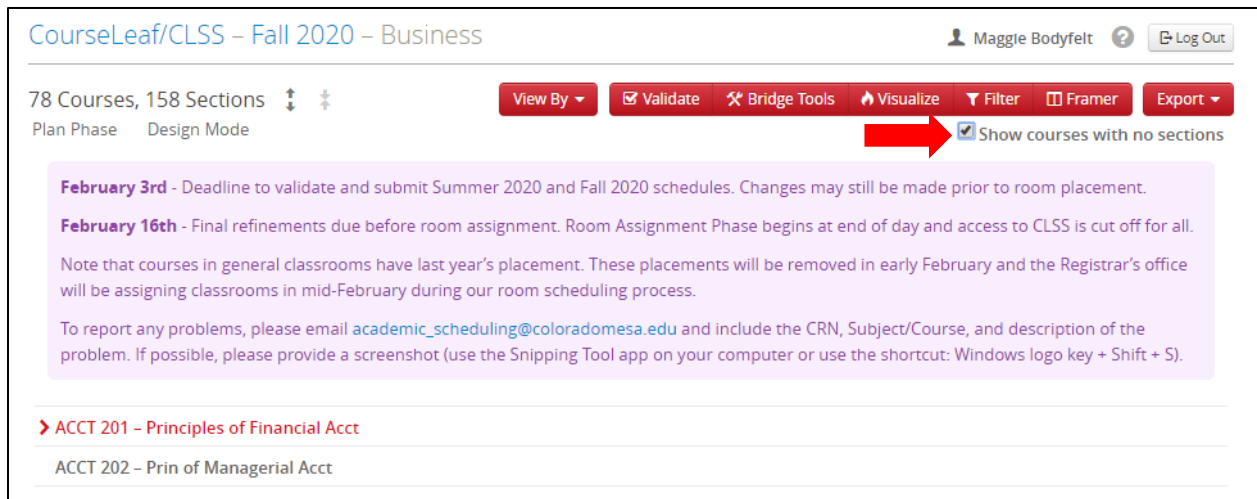 CourseLeaf/CLSS – Fall 2020 – Business
Maggie Bodyfelt ? Log Out
78 Courses, 158 Sections
View By Validate Bridge Tools Visualize Filter Framer Export
Plan Phase Design Mode
Show courses with no sections
February 3rd - Deadline to validate and submit Summer 2020 and Fall 2020 schedules. Changes may still be made prior to room placement.
February 16th - Final refinements due before room assignment. Room Assignment Phase begins at end of day and access to CLSS is cut off for all.
Note that courses in general classrooms have last year's placement. These placements will be removed in early February and the Registrar's office
will be assigning classrooms in mid-February during our room scheduling process.
To report any problems, please email academic_scheduling@coloradomesa.edu and include the CRN, Subject/Course, and description of the
problem. If possible, please provide a screenshot (use the Snipping Tool app on your computer or use the shortcut: Windows logo key + Shift + S).
ACCT 201 – Principles of Financial Acct
ACCT 202 – Prin of Managerial Acct